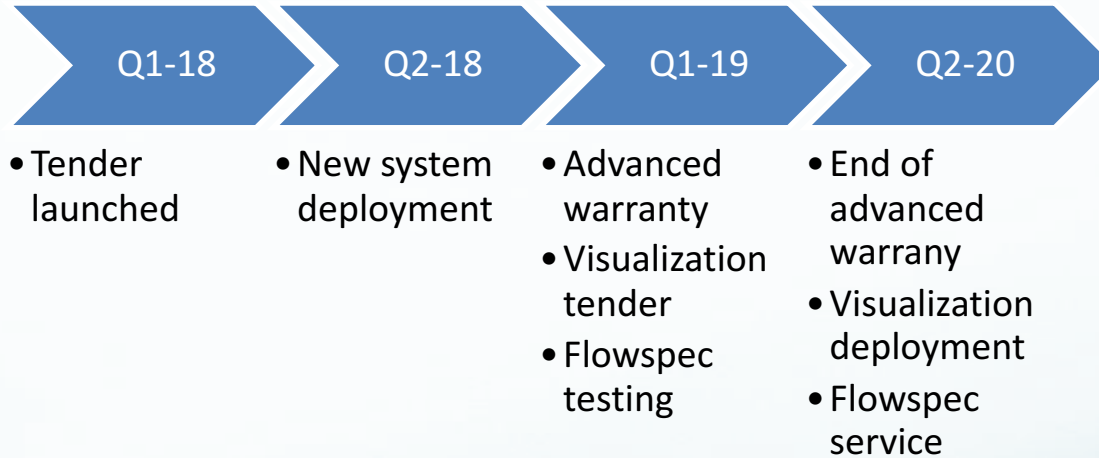 Q1-18
Q2-18
Q1-19
Q2-20
• Tender
launched
• New system
deployment
• Advanced
warranty
• Visualization
tender
• Flowspec
testing
• End of
advanced
warrany
• Visualization
deployment
• Flowspec
service